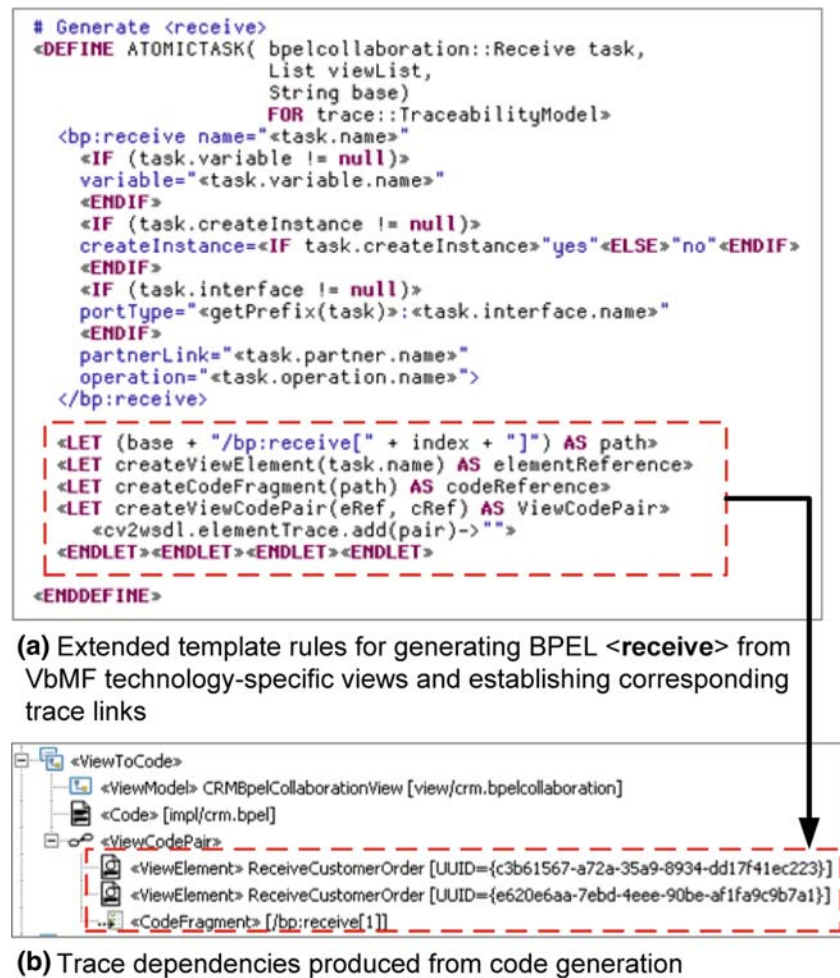 # Generate <receive>
«DEFINE ATOMICTASK( bpelcollaboration::Receive task,
List viewList,
String base)
FOR trace::TraceabilityModel»
<bp:receive name="«task.name»"
«IF (task.variable != null)»
variable="«task.variable.name»"
«ENDIF»
«IF (task.createInstance != null)»
createInstance=«IF task.createInstance»"yes"«ELSE»"no"«ENDIF»
«ENDIF»
«IF (task.interface != null)»
portType="«getPrefix(task)»:«task.interface.name»"
«ENDIF»
partnerLink="«task.partner.name»"
operation="«task.operation.name»">
</bp:receive>
«LET (base + "/bp:receive[" + index + "]") AS path»
«LET createViewElement(task.name) AS elementReference»
«LET createCodeFragment(path) AS codeReference»
«LET createViewCodePair(eRef, cRef) AS ViewCodePair»
«cv2wsdl.elementTrace.add(pair)->""»
«ENDLET»«ENDLET»«ENDLET»«ENDLET»
«ENDDEFINE»
(a) Extended template rules for generating BPEL <receive> from
VbMF technology-specific views and establishing corresponding
trace links
«ViewToCode»
«ViewModel» CRMBpelCollaborationView [view/crm.bpelcollaboration]
«Code» [impl/crm.bpel]
«ViewCodePair»
«ViewElement» ReceiveCustomerOrder [UUID={c3b61567-a72a-35a9-8934-dd17f41ec223}]
«ViewElement» ReceiveCustomerOrder [UUID={e620e6aa-7ebd-4eee-90be-af1fa9c9b7a1}]
«CodeFragment» [/bp:receive[1]]
(b) Trace dependencies produced from code generation